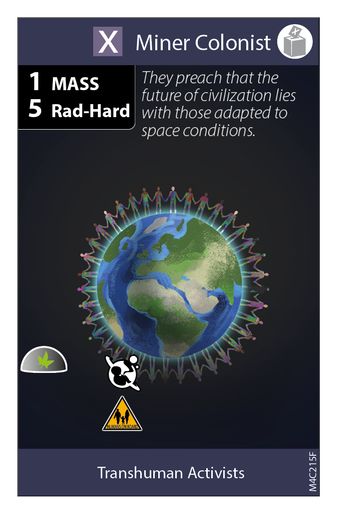 X Miner Colonist
1 MASS
5 Rad-Hard
They preach that the
future of civilization lies
with those adapted to
space conditions.
Transhuman Activists
M4C215F